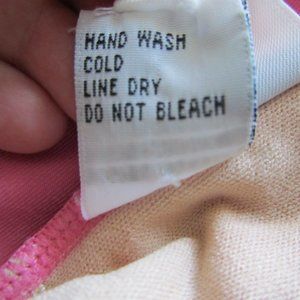 HAND WASH
COLD
LINE DRY
DO NOT BLEACH